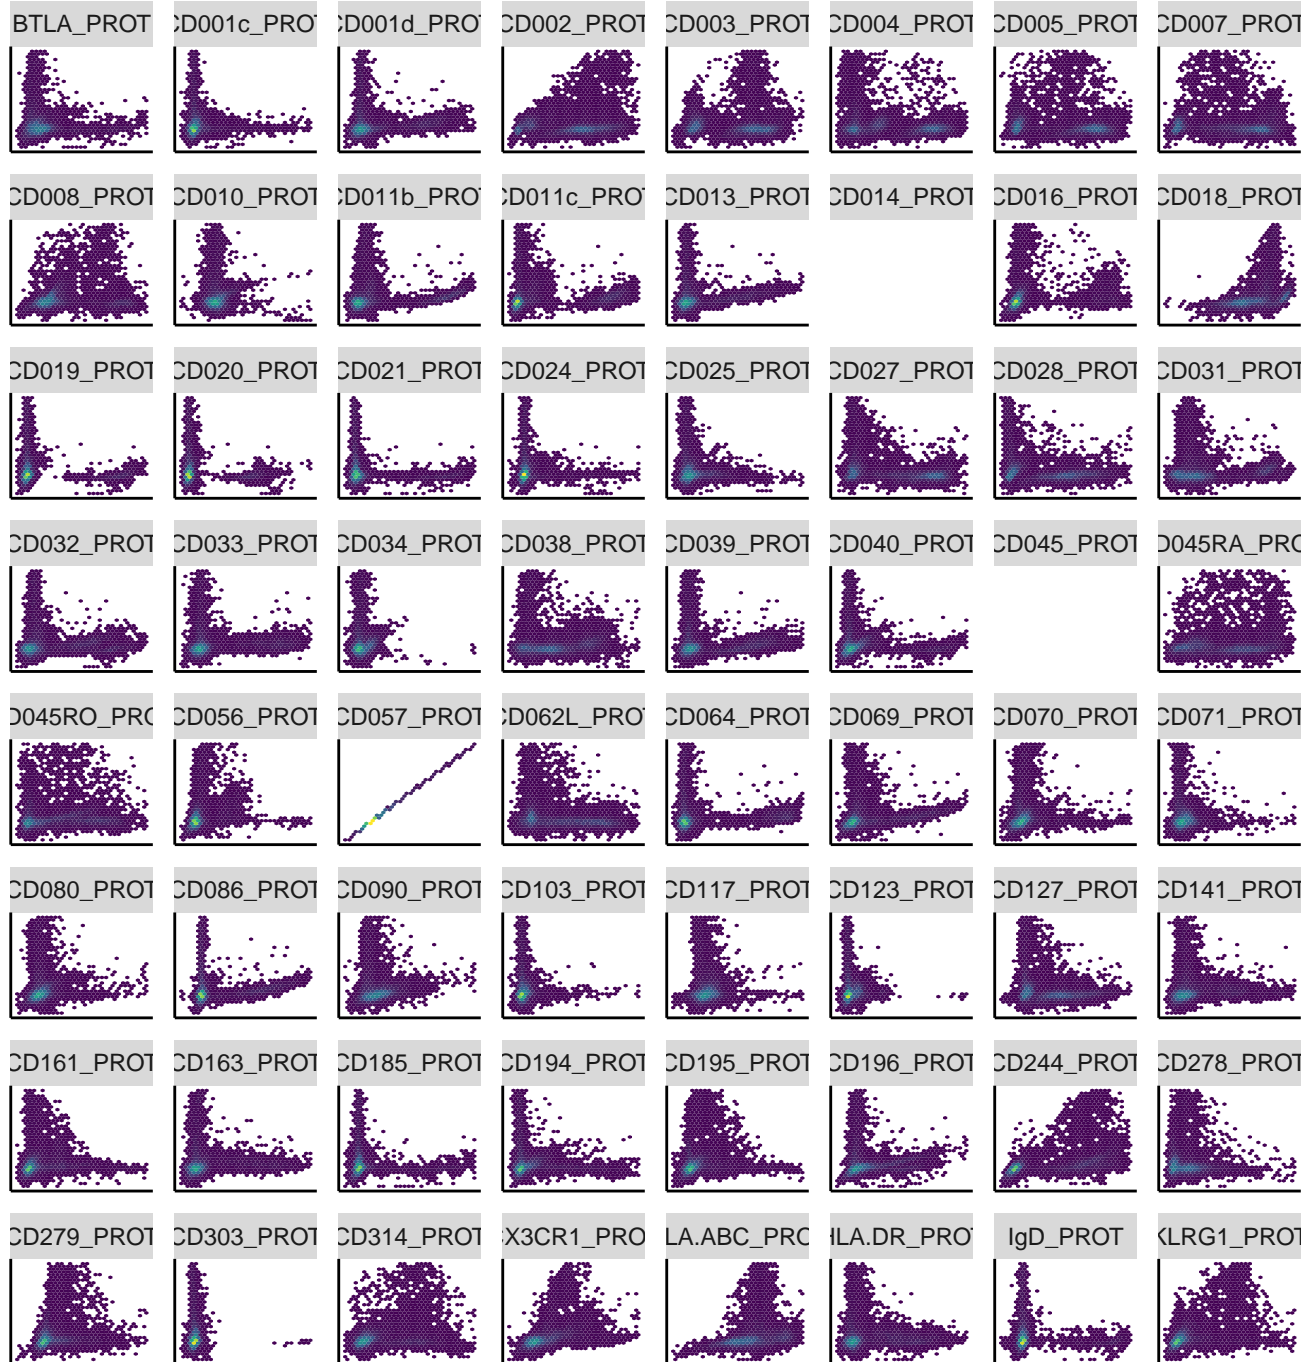 BTLA_PROT CD001c_PROT CD001d_PROT CD002_PROT CD003_PROT CD004_PROT CD005_PROT CD007_PROT
CD008_PROT CD010_PROT CD011b_PROT CD011c_PROT CD013_PROT CD014_PROT CD016_PROT CD018_PROT
CD019_PROT CD020_PROT CD021_PROT CD024_PROT CD025_PROT CD027_PROT CD028_PROT CD031_PROT
CD032_PROT CD033_PROT CD034_PROT CD038_PROT CD039_PROT CD040_PROT CD045_PROT D045RA_PRO
D045RO_PRO CD056_PROT CD057_PROT CD062L_PROT CD064_PROT CD069_PROT CD070_PROT CD071_PROT
CD080_PROT CD086_PROT CD090_PROT CD103_PROT CD117_PROT CD123_PROT CD127_PROT CD141_PROT
CD161_PROT CD163_PROT CD185_PROT CD194_PROT CD195_PROT CD196_PROT CD244_PROT CD278_PROT
CD279_PROT CD303_PROT CD314_PROT CX3CR1_PRO LA.ABC_PRO HLA.DR_PROT IgD_PROT KLRG1_PROT